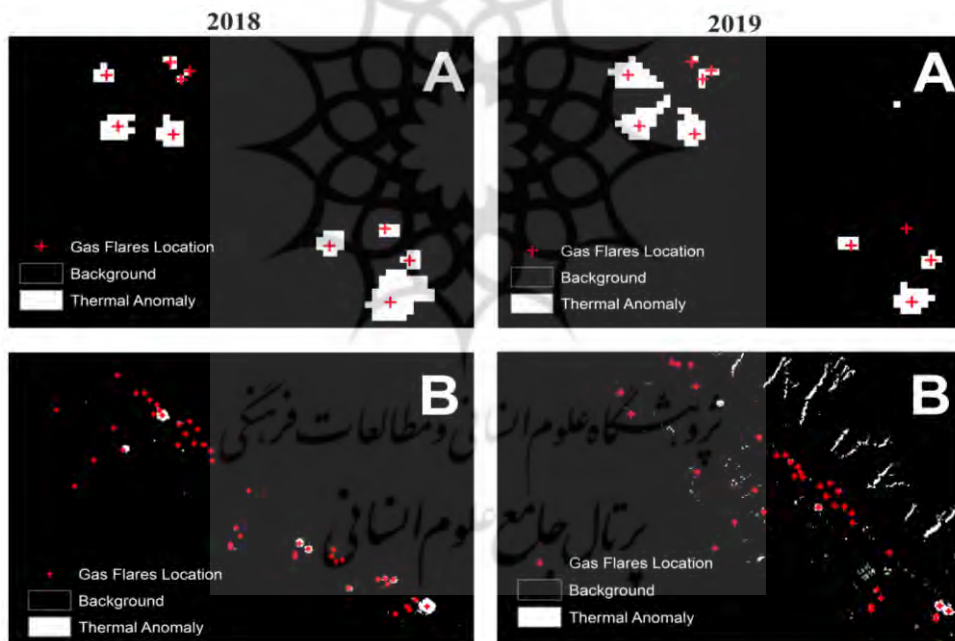 2018
2019
A
Gas Flares Location
Background
Thermal Anomaly
A
Gas Flares Location
Background
Thermal Anomaly
B
Gas Flares Location
Background
Thermal Anomaly
B
Gas Flares Location
Background
Thermal Anomaly
پژوهشگاه علوم انسانی و مطالعات فرهنگی
پرتال جامع علوم انسانی